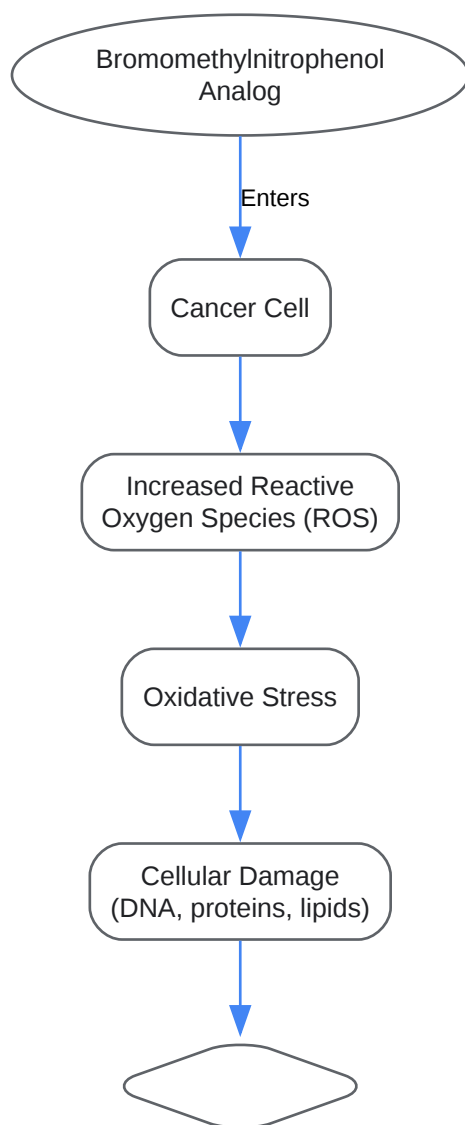 Bromomethylnitrophenol
Analog
Enters
Cancer Cell
Increased Reactive
Oxygen Species (ROS)
Oxidative Stress
Cellular Damage
(DNA, proteins, lipids)